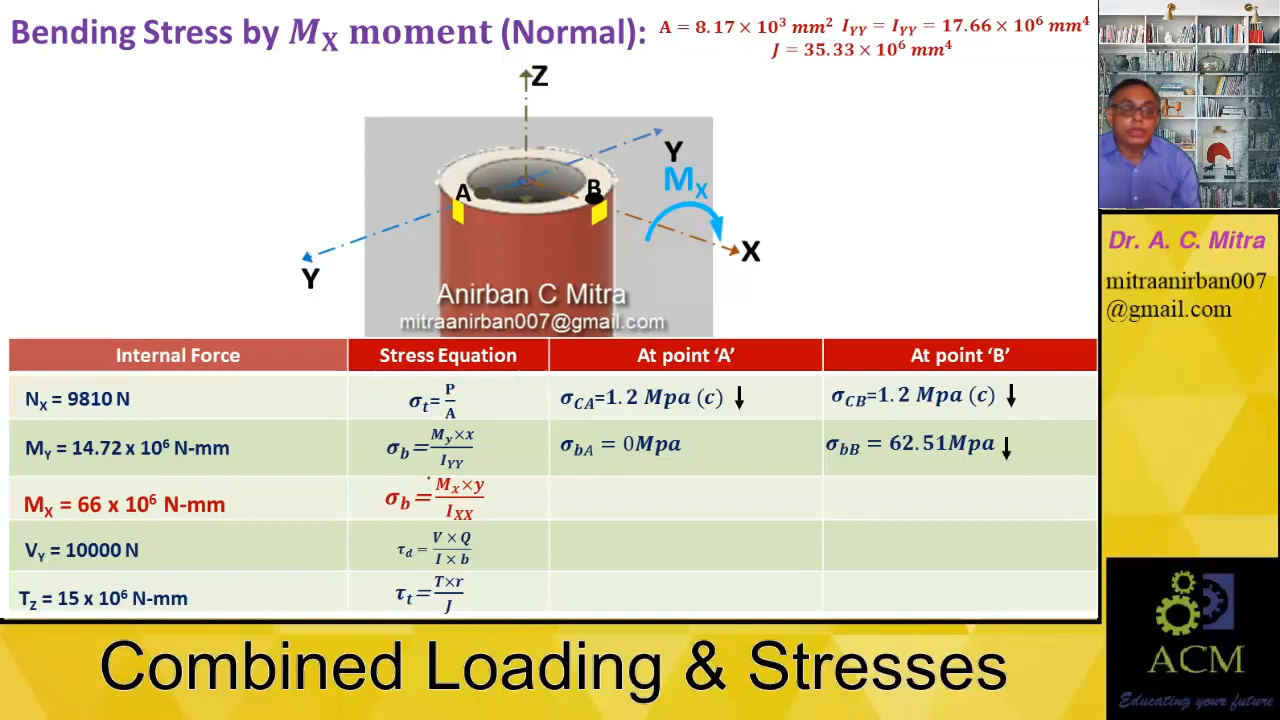 Bending Stress by M_X moment (Normal):
A = 8.17 × 10³ mm² I_YY = I_YY = 17.66 × 10⁶ mm⁴
J = 35.33 × 10⁶ mm⁴
Z
Y
M_X
A
B
X
Y
Anirban C Mitra
mitraanirban007@gmail.com
Dr. A. C. Mitra
mitraanirban007
@gmail.com
Internal Force Stress Equation At point ‘A’ At point ‘B’
N_X = 9810 N σ_t= P/A σ_CA=1.2 Mpa (c) ↓ σ_CB=1.2 Mpa (c) ↓
M_Y = 14.72 x 10⁶ N-mm σ_b= M_y×x/I_YY σ_bA = 0Mpa σ_bB = 62.51Mpa ↓
M_X = 66 x 10⁶ N-mm σ_b= M_x×y/I_XX
V_Y = 10000 N τ_d = V × Q/I × b
T_Z = 15 x 10⁶ N-mm τ_t= T×r/J
Combined Loading & Stresses
ACM
Educating your future